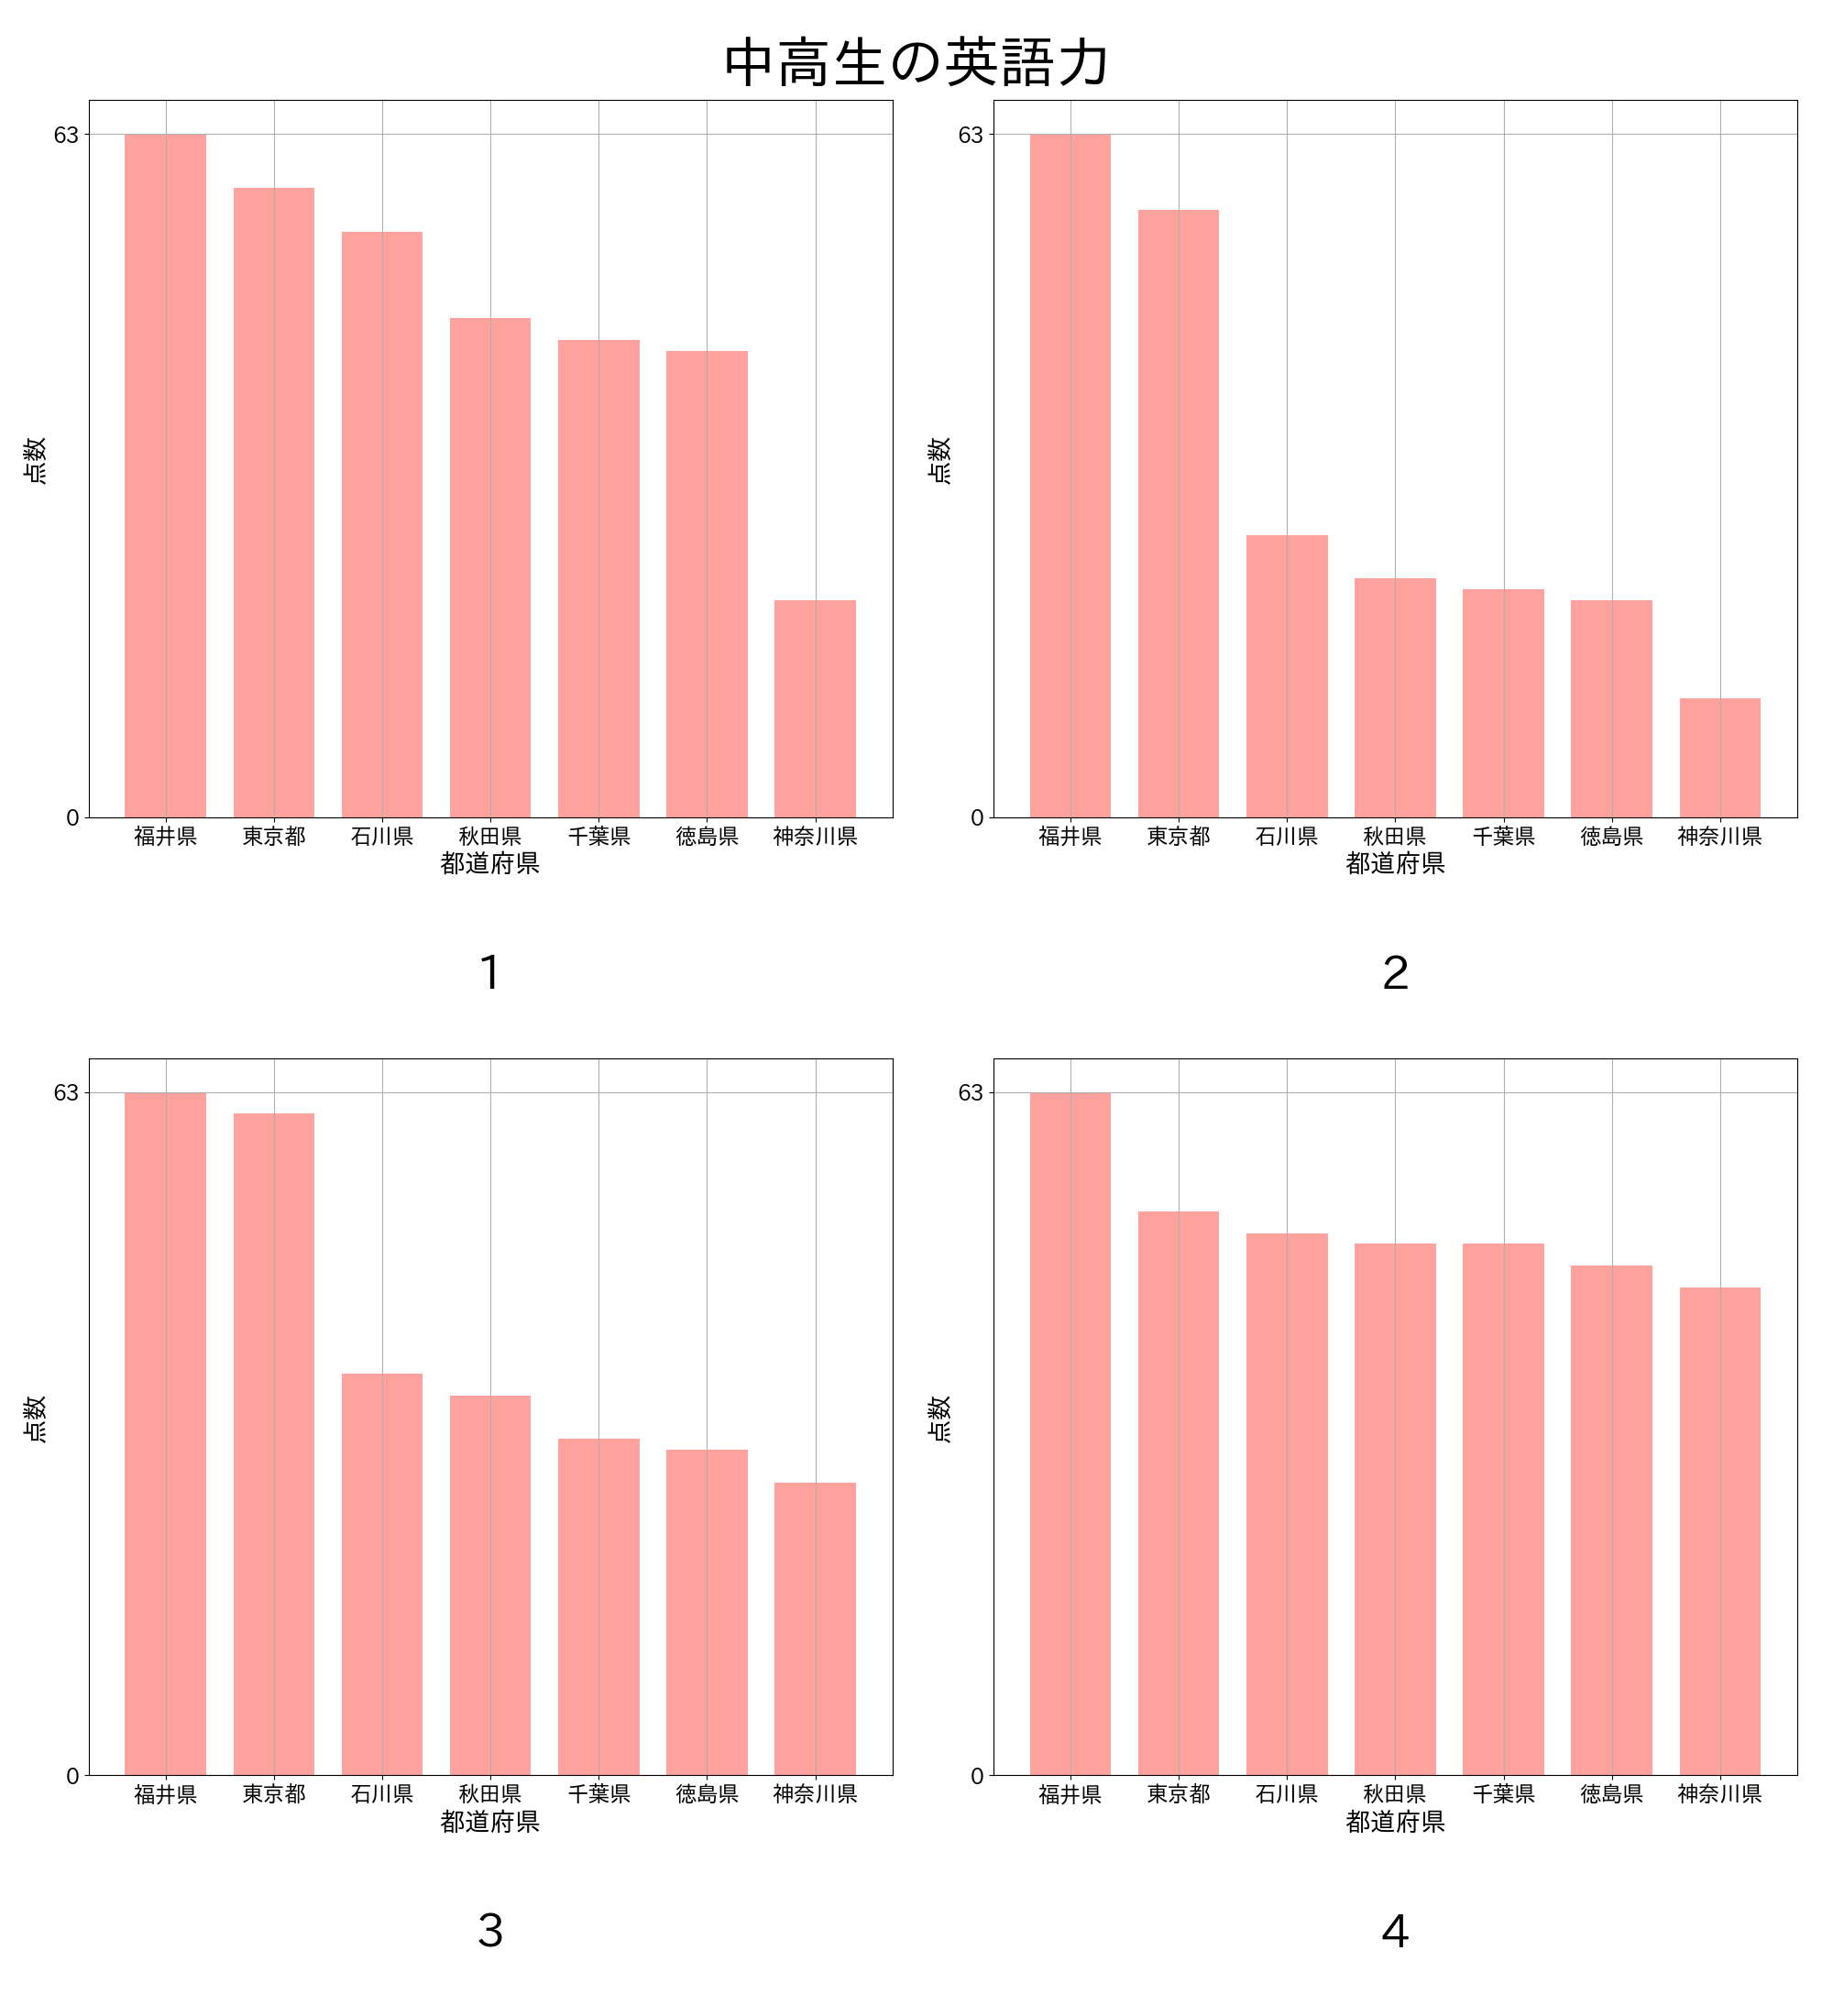 中高生の英語力
63
0
点数
福井県 東京都 石川県 秋田県 千葉県 徳島県 神奈川県
都道府県
1
63
0
点数
福井県 東京都 石川県 秋田県 千葉県 徳島県 神奈川県
都道府県
2
63
0
点数
福井県 東京都 石川県 秋田県 千葉県 徳島県 神奈川県
都道府県
3
63
0
点数
福井県 東京都 石川県 秋田県 千葉県 徳島県 神奈川県
都道府県
4